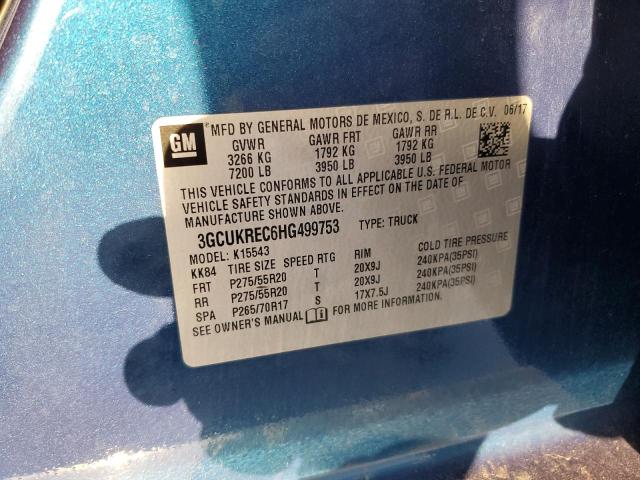 GM ®MFD BY GENERAL MOTORS DE MEXICO, S. DE R.L. DE C.V. 06/17
GVWR GAWR FRT GAWR RR
3266 KG 1792 KG 1792 KG
7200 LB 3950 LB 3950 LB
THIS VEHICLE CONFORMS TO ALL APPLICABLE U.S. FEDERAL MOTOR
VEHICLE SAFETY STANDARDS IN EFFECT ON THE DATE OF
MANUFACTURE SHOWN ABOVE.
3GCUKREC6HG499753 TYPE: TRUCK
MODEL: K15543
KK84 TIRE SIZE SPEED RTG RIM COLD TIRE PRESSURE
FRT P275/55R20 T 20X9J 240KPA(35PSI)
RR P275/55R20 T 20X9J 240KPA(35PSI)
SPA P265/70R17 S 17X7.5J 240KPA(35PSI)
SEE OWNER'S MANUAL FOR MORE INFORMATION.